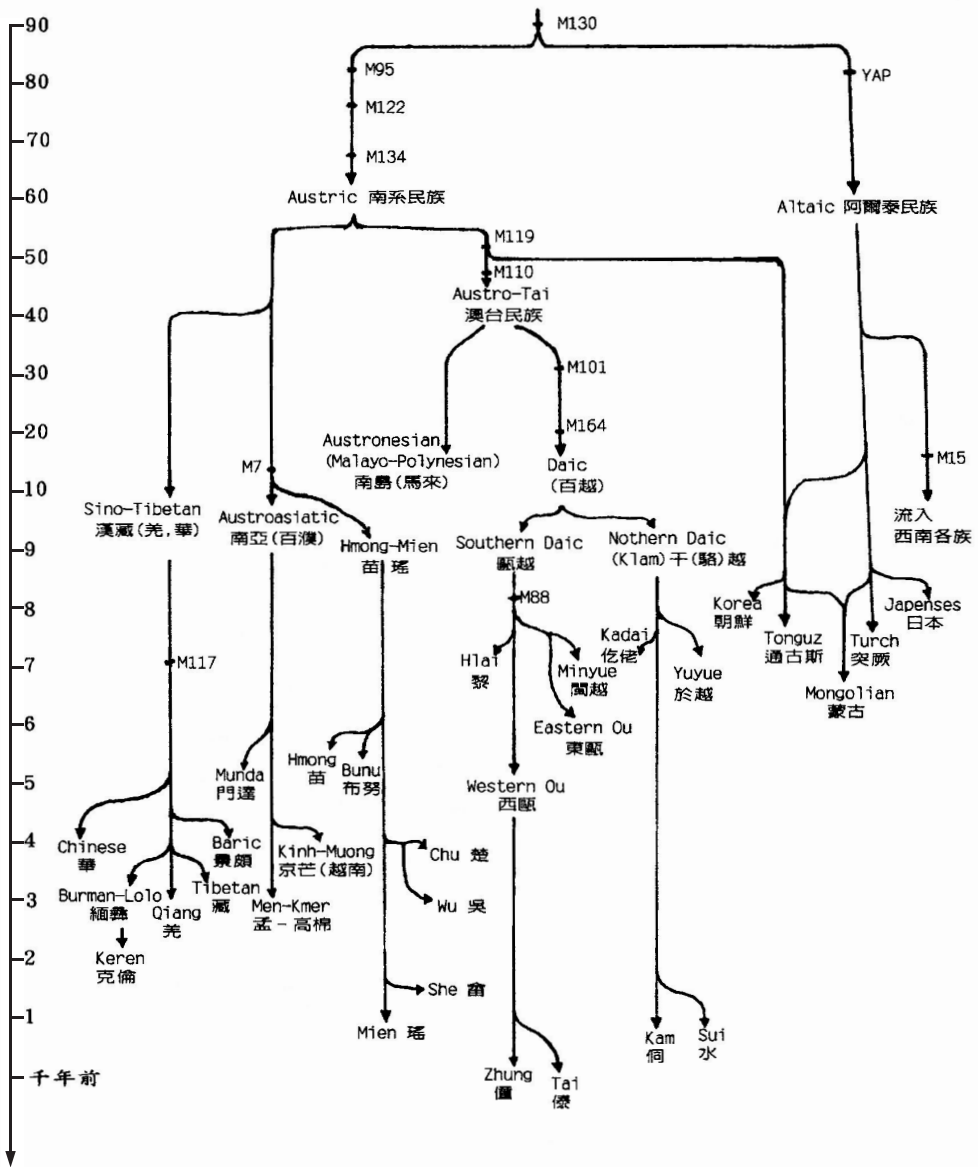 90
M130
M95
YAP
80
M122
70
M134
60
Austric 南系民族
Altaic 阿爾泰民族
M119
50
M110
Austro-Tai
澳台民族
40
30
M101
20
M164
Austronesian
(Malayo-Polynesian)
南島(馬來)
Daic
(百越)
M7
M15
10
Sino-Tibetan
漢藏(羌,華)
Austroasiatic
南亞(百濮)
流入
西南各族
9
Hmong-Mien
苗瑤
Southern Daic
甌越
Nothern Daic
(Klam)干(駱)越
M88
8
Korea
朝鮮
Japenses
日本
Kadai
仡佬
Tonguz
通古斯
Turch
突厥
7
M117
Hlai
黎
Minyue
閩越
Yuyue
於越
Mongolian
蒙古
6
Eastern Ou
東甌
Hmong
苗
Bunu
布努
Munda
門達
5
Western Ou
西甌
4
Chinese
華
Baric
景頗
Kinh-Muong
京芒(越南)
Chu 楚
3
Burman-Lolo
緬彝
Qiang
羌
Tibetan
藏
Men-Kmer
孟-高棉
Wu 吳
2
Keren
克倫
She 畲
1
Mien 瑤
Kam
侗
Sui
水
千年前
Zhung
僮
Tai
傣